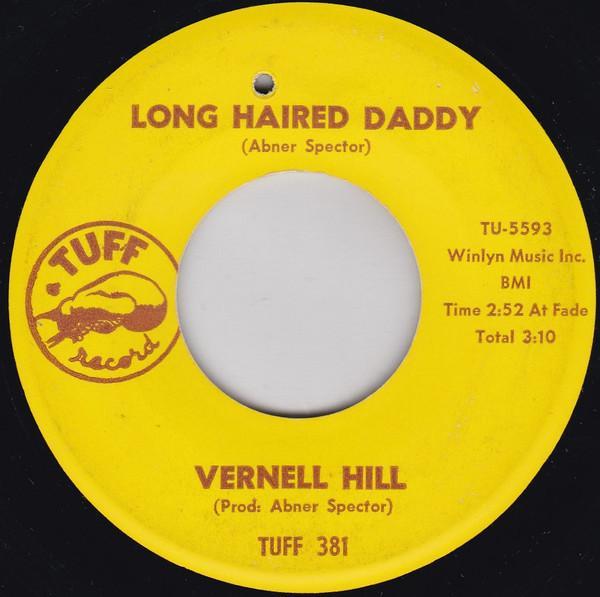 LONG HAIRED DADDY
(Abner Spector)
TUFF
record
TU-5593
Winlyn Music Inc.
BMI
Time 2:52 At Fade
Total 3:10
VERNELL HILL
(Prod: Abner Spector)
TUFF 381